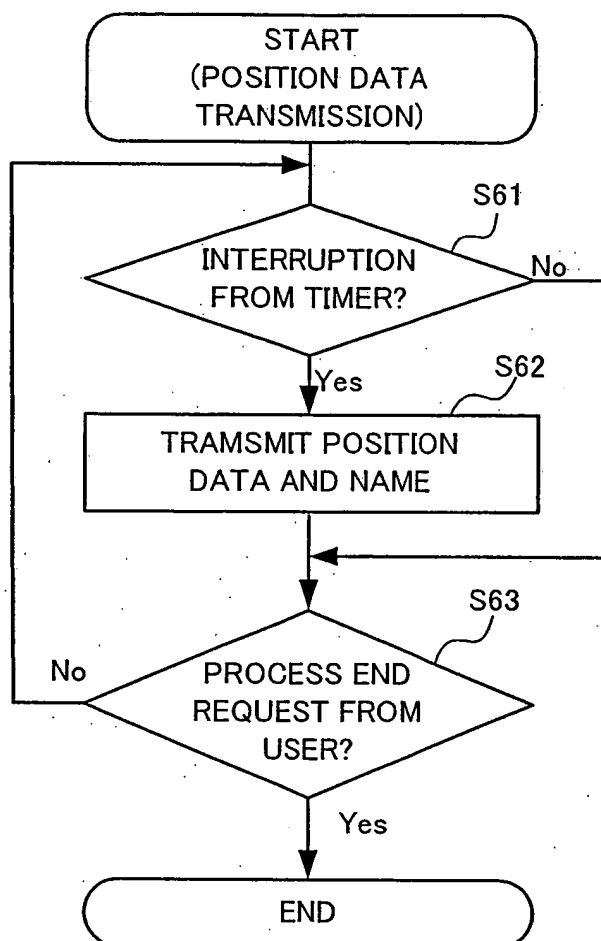 START
(POSITION DATA
TRANSMISSION)
S61
INTERRUPTION
FROM TIMER?
No
Yes
S62
TRAMSMIT POSITION
DATA AND NAME
S63
No
PROCESS END
REQUEST FROM
USER?
Yes
END